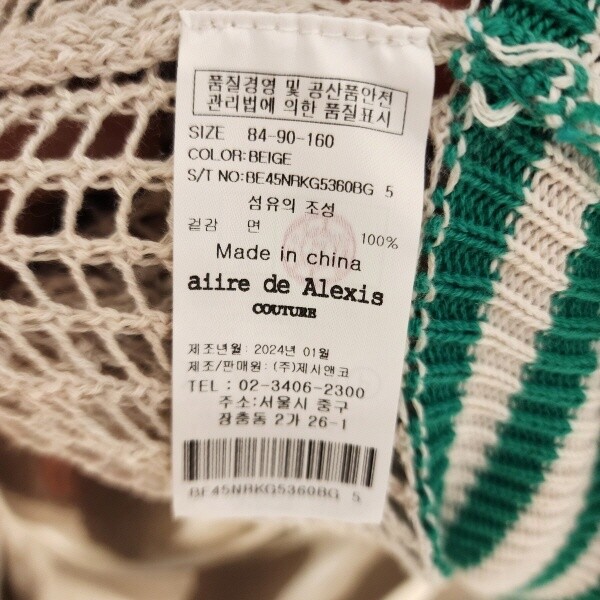 품질경영 및 공산품안전
관리법에 의한 품질표시
SIZE 84-90-160
COLOR:BEIGE
S/T NO:BE45NRKG5360BG 5
섬유의 조성
겉감 면 100%
Made in china
aiire de Alexis
COUTURE
제조년월 : 2024년 01월
제조/판매원 : (주)제시앤코
TEL : 02-3406-2300
주소:서울시 중구
장충동 2가 26-1
BE45NRKG5360BG 5